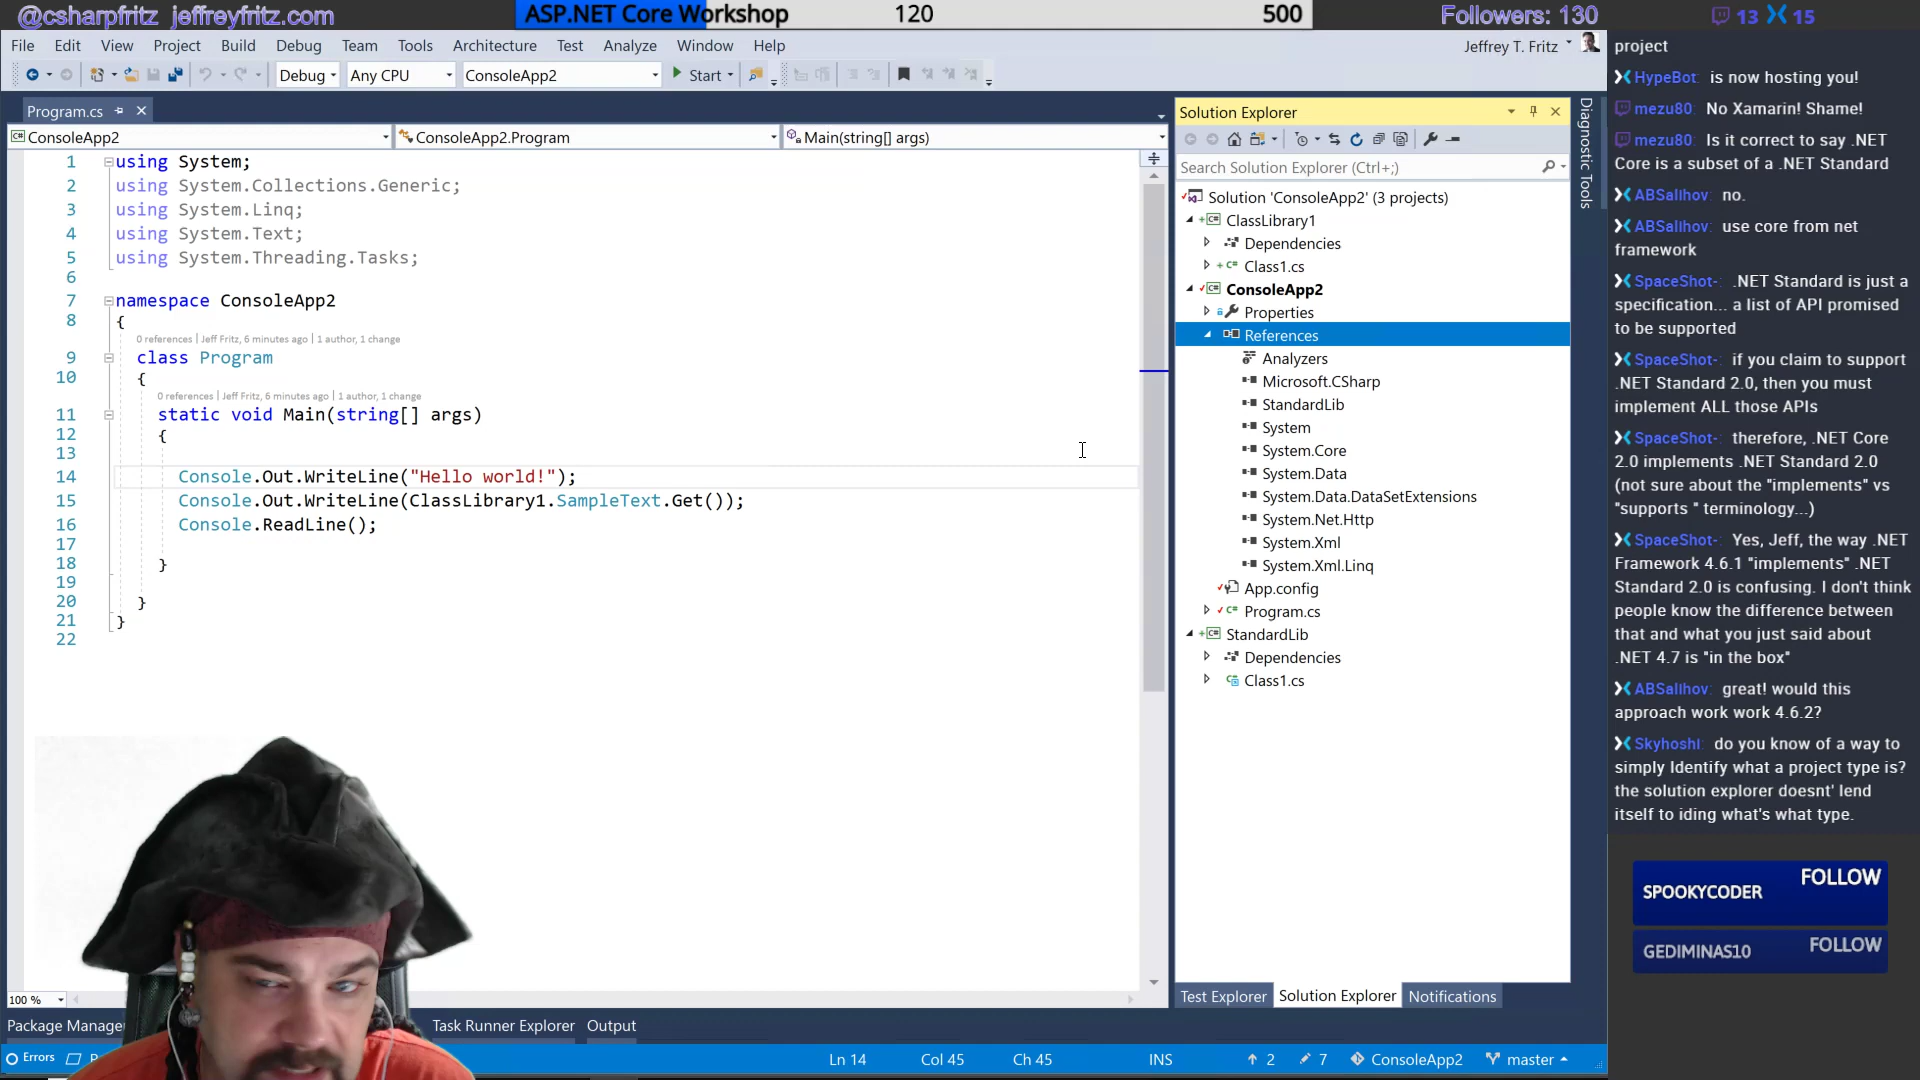 @csharpfritz jeffreyfritz.com
ASP.NET Core Workshop 120 500
Followers: 130
13 15
File Edit View Project Build Debug Team Tools Architecture Test Analyze Window Help
Jeffrey T. Fritz
Debug Any CPU ConsoleApp2 Start
Program.cs
ConsoleApp2 ConsoleApp2.Program Main(string[] args)
1 using System;
2 using System.Collections.Generic;
3 using System.Linq;
4 using System.Text;
5 using System.Threading.Tasks;
6
7 namespace ConsoleApp2
8 {
0 references | Jeff Fritz, 6 minutes ago | 1 author, 1 change
9 class Program
10 {
0 references | Jeff Fritz, 6 minutes ago | 1 author, 1 change
11 static void Main(string[] args)
12 {
13
14 Console.Out.WriteLine("Hello world!");
15 Console.Out.WriteLine(ClassLibrary1.SampleText.Get());
16 Console.ReadLine();
17
18 }
19
20 }
21 }
22
100 %
Package Manage
Task Runner Explorer Output
Errors
Ln 14 Col 45 Ch 45 INS 2 7 ConsoleApp2 master
Solution Explorer
Search Solution Explorer (Ctrl+;)
Solution 'ConsoleApp2' (3 projects)
ClassLibrary1
Dependencies
Class1.cs
ConsoleApp2
Properties
References
Analyzers
Microsoft.CSharp
StandardLib
System
System.Core
System.Data
System.Data.DataSetExtensions
System.Net.Http
System.Xml
System.Xml.Linq
App.config
Program.cs
StandardLib
Dependencies
Class1.cs
Test Explorer Solution Explorer Notifications
Diagnostic Tools
project
HypeBot: is now hosting you!
mezu80: No Xamarin! Shame!
mezu80: Is it correct to say .NET
Core is a subset of a .NET Standard
ABSalihov: no.
ABSalihov: use core from net
framework
SpaceShot-: .NET Standard is just a
specification... a list of API promised
to be supported
SpaceShot-: if you claim to support
.NET Standard 2.0, then you must
implement ALL those APIs
SpaceShot-: therefore, .NET Core
2.0 implements .NET Standard 2.0
(not sure about the "implements" vs
"supports " terminology...)
SpaceShot-: Yes, Jeff, the way .NET
Framework 4.6.1 "implements" .NET
Standard 2.0 is confusing. I don't think
people know the difference between
that and what you just said about
.NET 4.7 is "in the box"
ABSalihov: great! would this
approach work work 4.6.2?
Skyhoshi: do you know of a way to
simply Identify what a project type is?
the solution explorer doesnt' lend
itself to iding what's what type.
SPOOKYCODER FOLLOW
GEDIMINAS10 FOLLOW